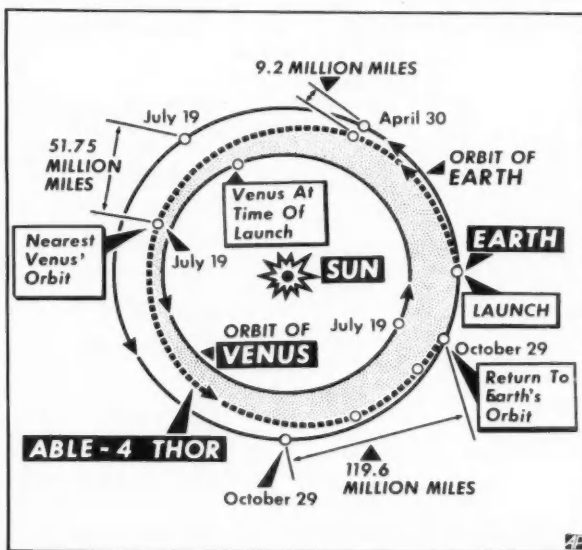 9.2 MILLION MILES
July 19
April 30
51.75
MILLION
MILES
ORBIT OF
EARTH
Venus At
Time Of
Launch
EARTH
Nearest
Venus'
Orbit
July 19
SUN
LAUNCH
ORBIT OF
VENUS
July 19
October 29
Return To
Earth's
Orbit
ABLE-4 THOR
119.6
MILLION MILES
October 29
AP